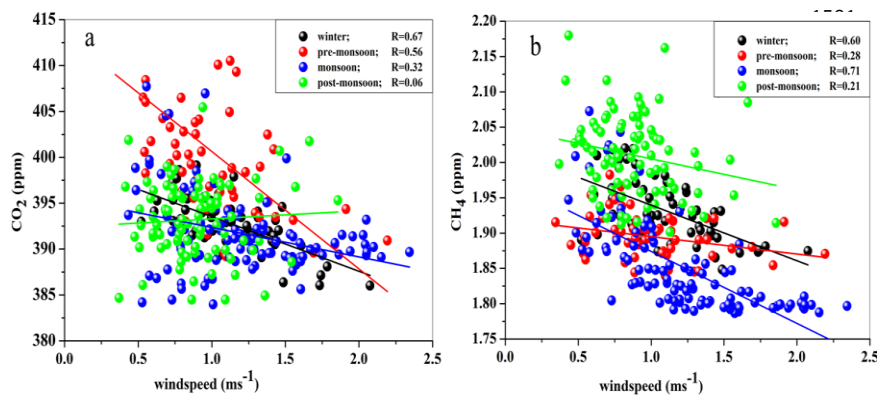 a
winter; R=0.67
pre-monsoon; R=0.56
monsoon; R=0.32
post-monsoon; R=0.06
CO2 (ppm)
415
410
405
400
395
390
385
380
0.0 0.5 1.0 1.5 2.0 2.5
windspeed (ms-1)
b
winter; R=0.60
pre-monsoon; R=0.28
monsoon; R=0.71
post-monsoon; R=0.21
CH4 (ppm)
2.20
2.15
2.10
2.05
2.00
1.95
1.90
1.85
1.80
1.75
0.0 0.5 1.0 1.5 2.0 2.5
windspeed (ms-1)